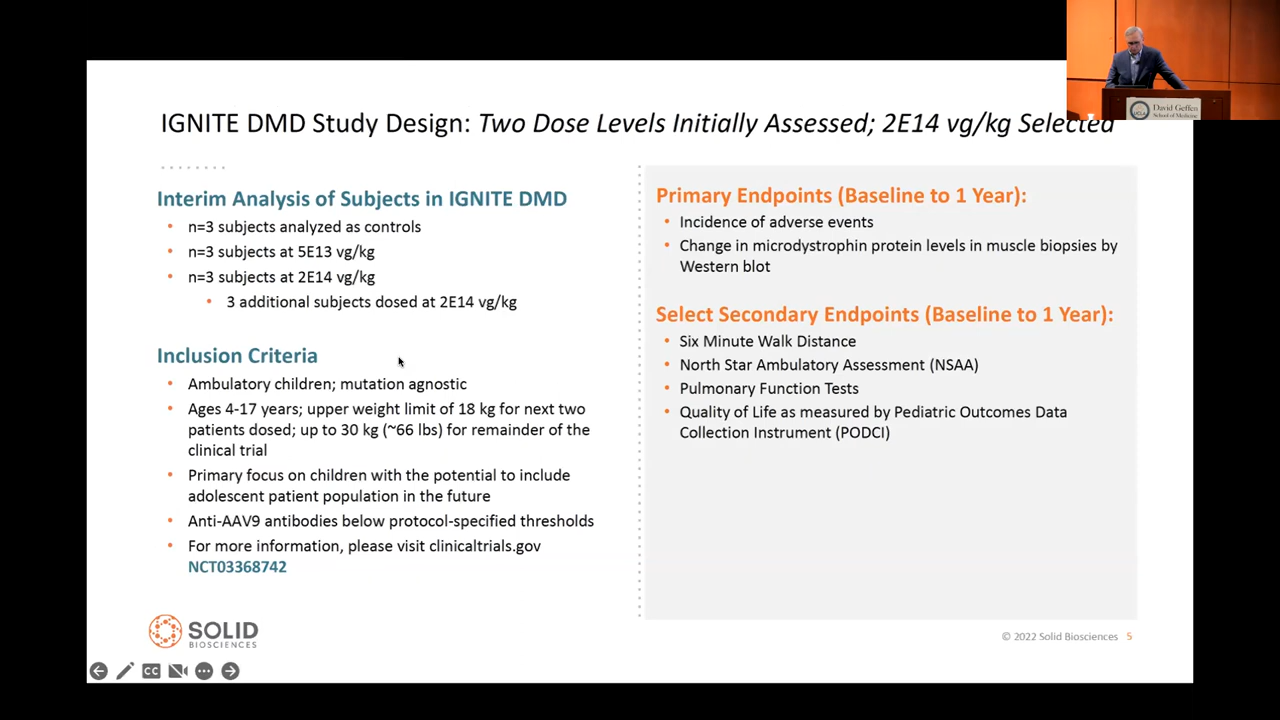 David Geffen
School of Medicine
IGNITE DMD Study Design: Two Dose Levels Initially Assessed; 2E14 vg/kg Selected
Interim Analysis of Subjects in IGNITE DMD
• n=3 subjects analyzed as controls
• n=3 subjects at 5E13 vg/kg
• n=3 subjects at 2E14 vg/kg
• 3 additional subjects dosed at 2E14 vg/kg
Inclusion Criteria
• Ambulatory children; mutation agnostic
• Ages 4-17 years; upper weight limit of 18 kg for next two
patients dosed; up to 30 kg (~66 lbs) for remainder of the
clinical trial
• Primary focus on children with the potential to include
adolescent patient population in the future
• Anti-AAV9 antibodies below protocol-specified thresholds
• For more information, please visit clinicaltrials.gov
NCT03368742
Primary Endpoints (Baseline to 1 Year):
• Incidence of adverse events
• Change in microdystrophin protein levels in muscle biopsies by
Western blot
Select Secondary Endpoints (Baseline to 1 Year):
• Six Minute Walk Distance
• North Star Ambulatory Assessment (NSAA)
• Pulmonary Function Tests
• Quality of Life as measured by Pediatric Outcomes Data
Collection Instrument (PODCI)
SOLID
BIOSCIENCES
© 2022 Solid Biosciences 5
CC